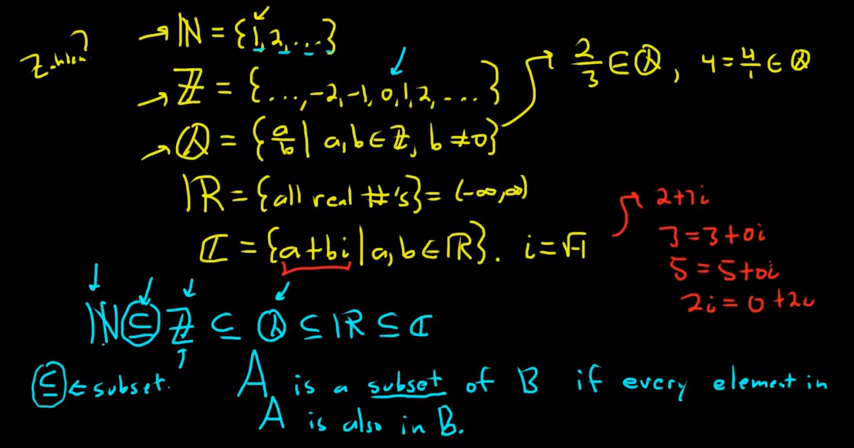 Zahlen?
ℕ = {1, 2, ...}
ℤ = {..., -2, -1, 0, 1, 2, ...}
2/3 ∈ ℚ, 4 = 4/1 ∈ ℚ
ℚ = {a/b | a, b ∈ ℤ, b ≠ 0}
ℝ = {all real #'s} = (-∞, ∞)
ℂ = {a + bi | a, b ∈ ℝ}. i = √-1
2+7i
3 = 3 + 0i
5 = 5 + 0i
2i = 0 + 2i
ℕ ⊆ ℤ ⊆ ℚ ⊆ ℝ ⊆ ℂ
⊆ ← subset.
A is a subset of B if every element in
A is also in B.